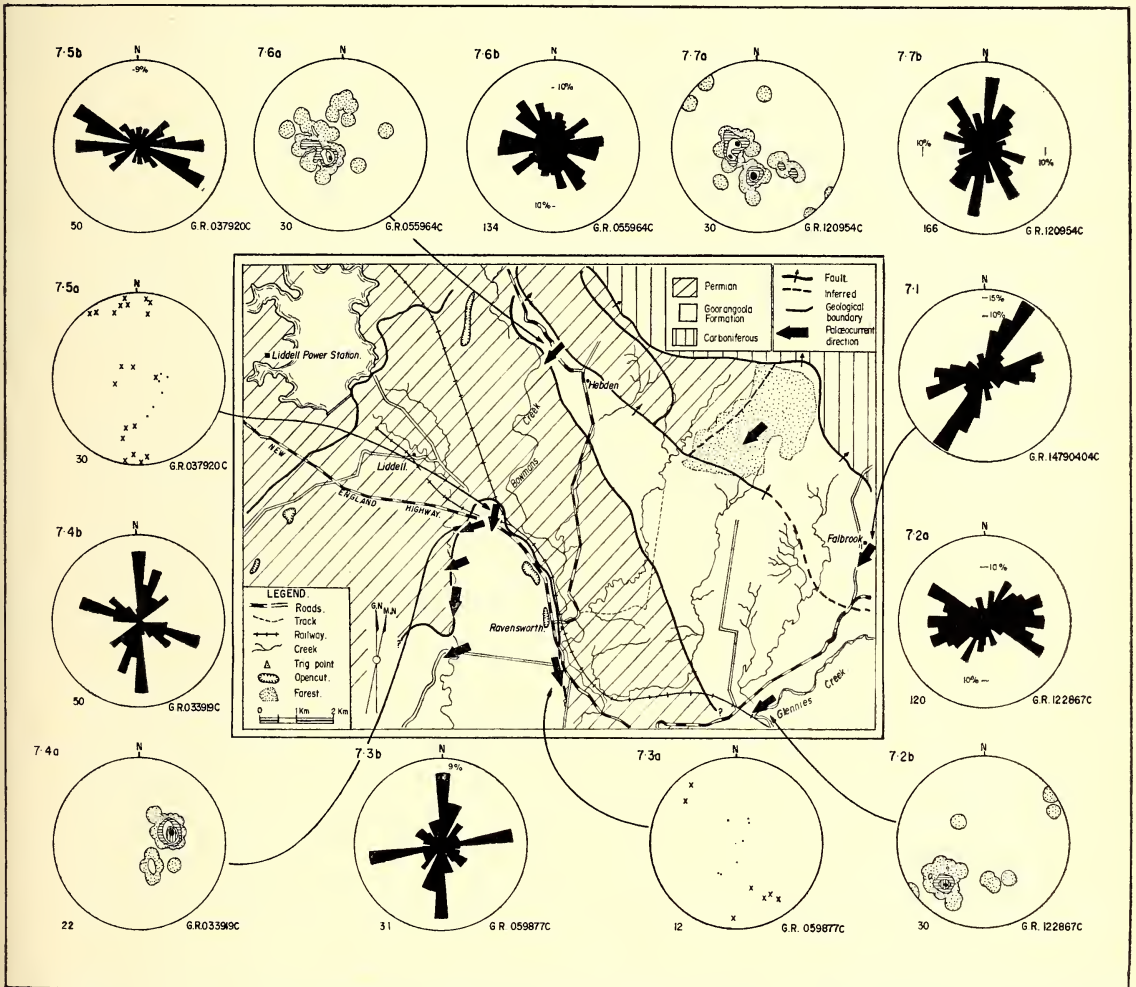 7·5b
N
-9%
50
G.R.037920C
7·6a
N
30
G.R.055964C
7·6b
N
-10%
10%-
134
G.R.055964C
7·7a
N
30
G.R.120954C
7·7b
N
10%
10%
166
G.R.120954C
7·5a
N
30
G.R.037920C
7·1
N
-15%
-10%
G.R.14790404C
7·4b
N
50
G.R.033919C
7·2a
N
-10%
10%-
120
G.R.122867C
7·4a
N
22
G.R.033919C
7·3b
N
9%
31
G.R. 059877C
7·3a
N
12
G.R. 059877C
7·2b
N
30
G.R. 122867C
Permian
Goorangoola
Formation
Carboniferous
Fault.
Inferred
Geological
boundary
Palæocurrent
direction
Liddell Power Station.
Hebden
Creek
Bowmans
Liddell.
NEW
ENGLAND
HIGHWAY.
Falbrook
Ravensworth.
Glennies Creek
?
LEGEND.
Roads.
Track
Railway.
Creek
Trig point
Opencut.
Forest.
0 1Km 2 Km
G.N
M.N